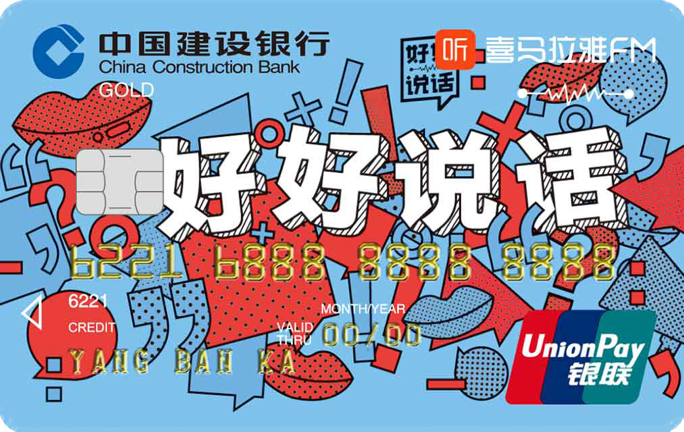 中国建设银行
China Construction Bank
GOLD
好好
说话
听 喜马拉雅FM
好好说话
6221 6888 8888 8888
6221
MONTH/YEAR
CREDIT
VALID
THRU
00/00
YANG BAN KA
UnionPay
银联